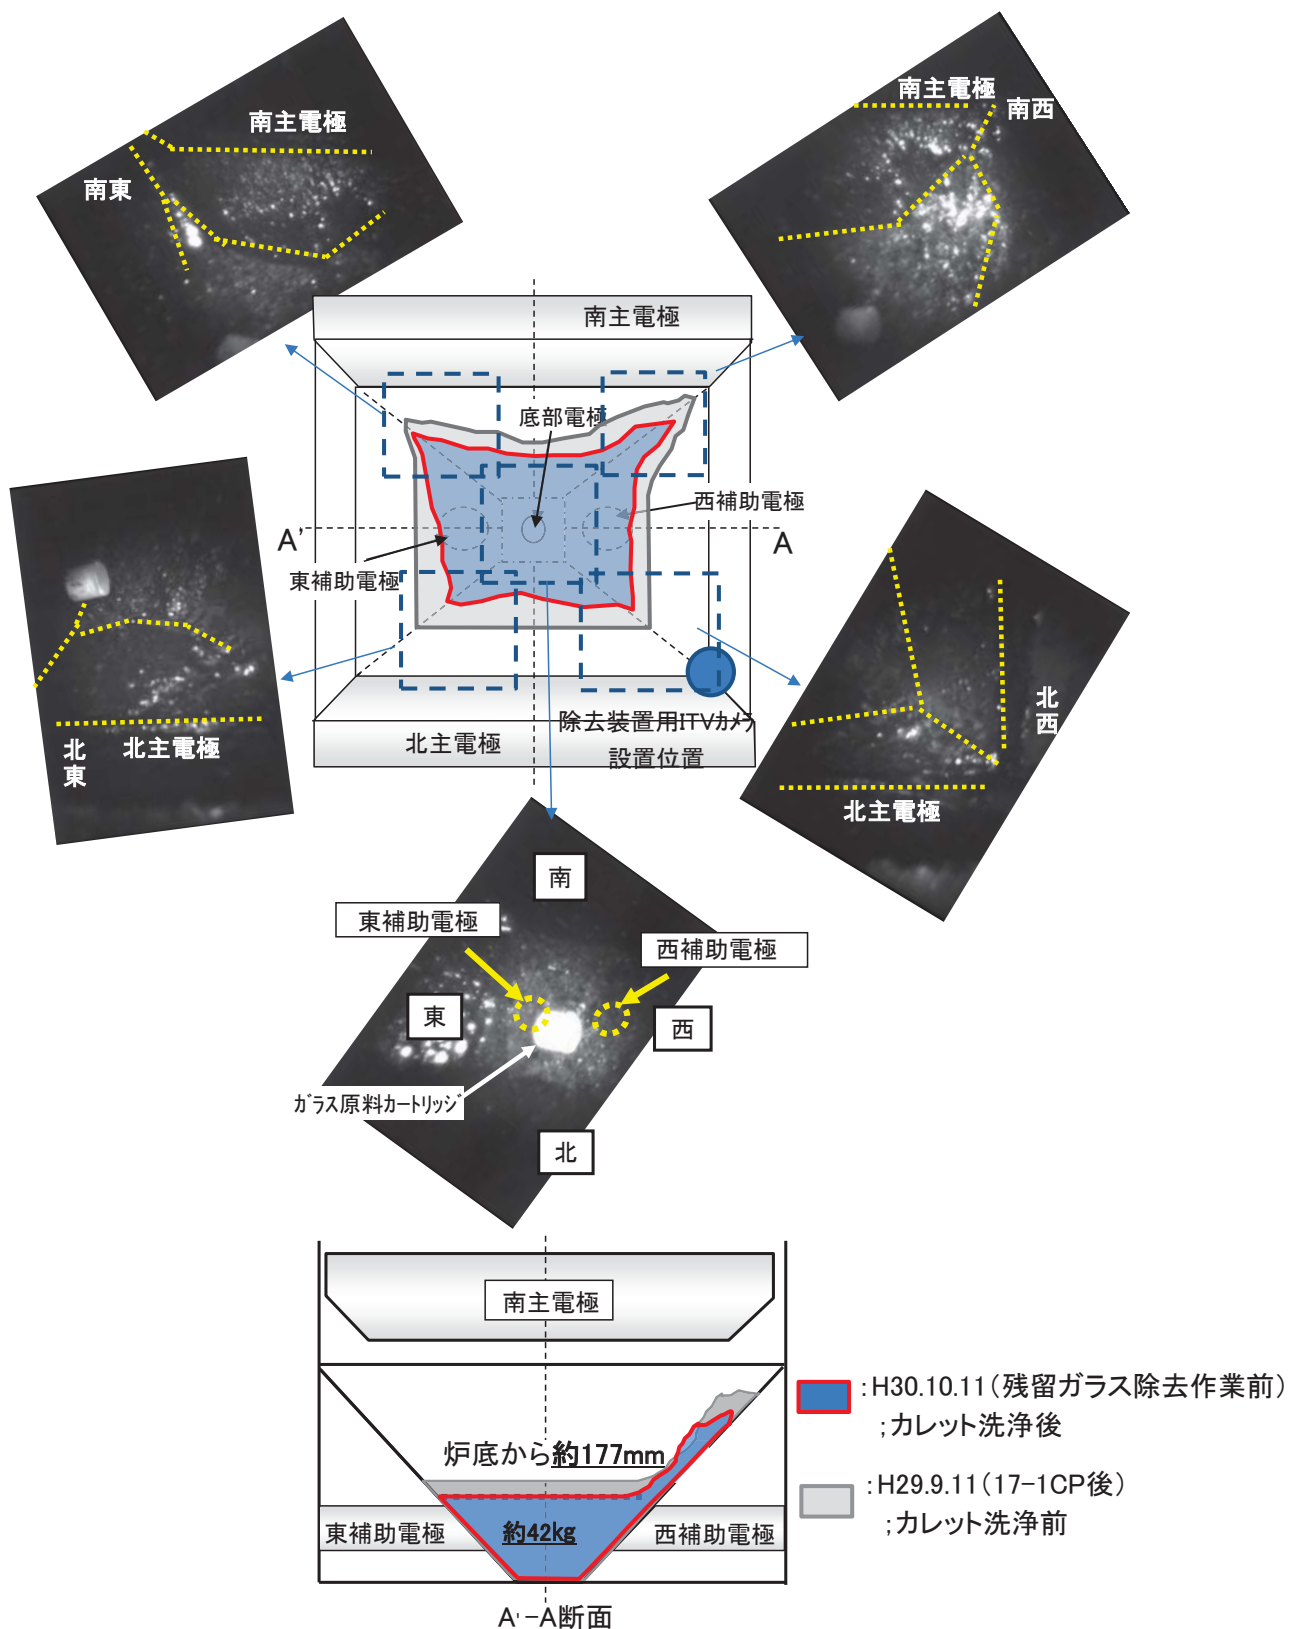 南主電極
南東
南主電極
南西
南主電極
底部電極
西補助電極
A'
A
東補助電極
北東
北主電極
北主電極
除去装置用ITVカメラ
設置位置
北西
北主電極
南
東補助電極
西補助電極
東
西
ガラス原料カートリッジ
北
南主電極
:H30.10.11(残留ガラス除去作業前)
;カレット洗浄後
炉底から約177mm
:H29.9.11(17-1CP後)
;カレット洗浄前
東補助電極
約42kg
西補助電極
A'-A断面